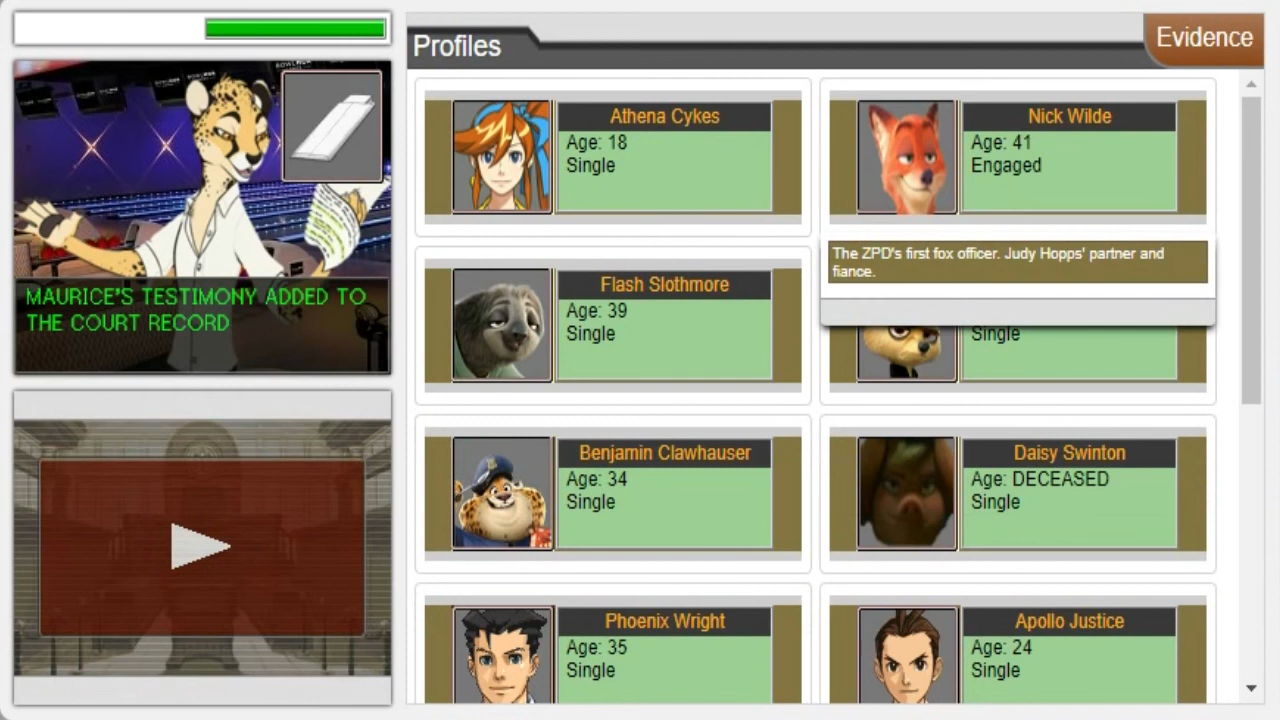 Profiles
Evidence
BOWLRUN
MAURICE'S TESTIMONY ADDED TO
THE COURT RECORD
Athena Cykes
Age: 18
Single
Nick Wilde
Age: 41
Engaged
The ZPD's first fox officer. Judy Hopps' partner and
fiance.
Flash Slothmore
Age: 39
Single
Single
Benjamin Clawhauser
Age: 34
Single
Daisy Swinton
Age: DECEASED
Single
Phoenix Wright
Age: 35
Single
Apollo Justice
Age: 24
Single